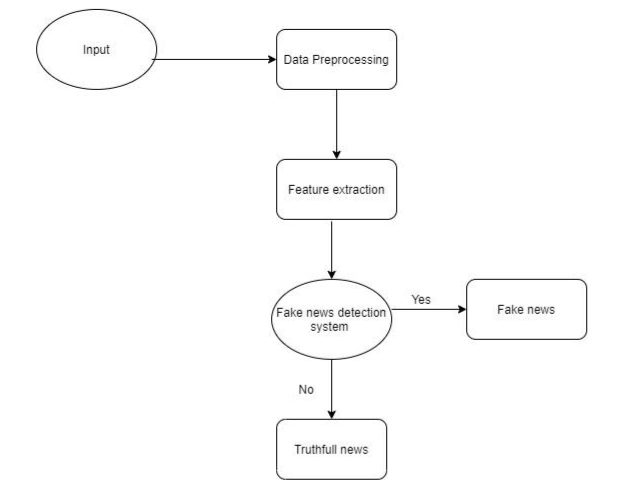 Input
Data Preprocessing
Feature extraction
Fake news detection
system
Yes
Fake news
No
Truthfull news